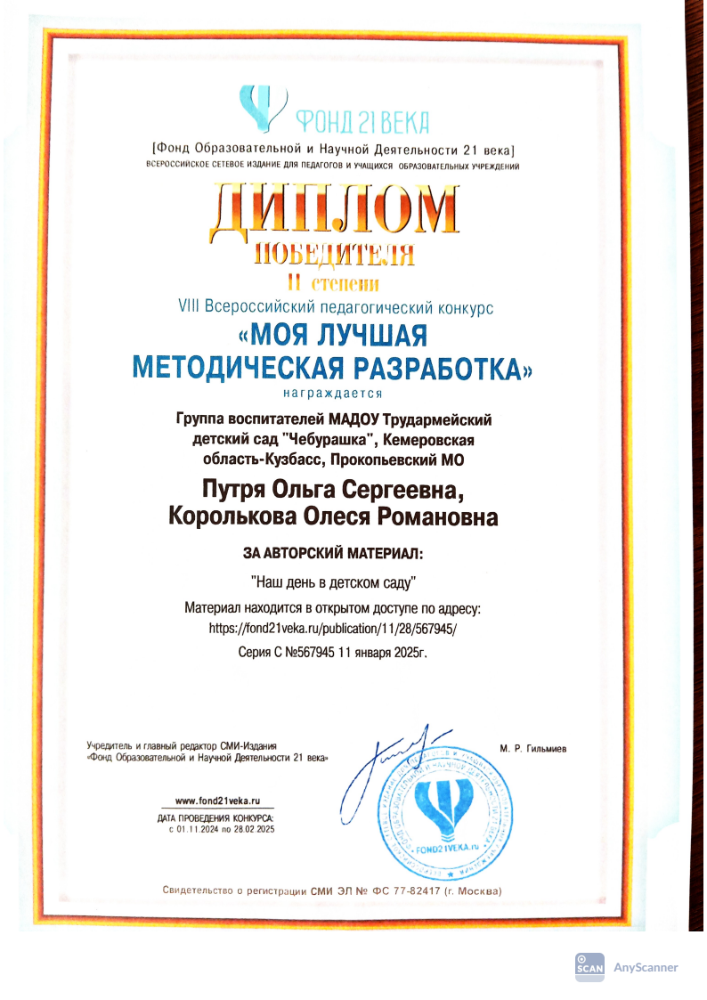 ФОНД 21 ВЕКА
[Фонд Образовательной и Научной Деятельности 21 века]
ВСЕРОССИЙСКОЕ СЕТЕВОЕ ИЗДАНИЕ ДЛЯ ПЕДАГОГОВ И УЧАЩИХСЯ ОБРАЗОВАТЕЛЬНЫХ УЧРЕЖДЕНИЙ
ДИПЛОМ
ПОБЕДИТЕЛЯ
II степени
VIII Всероссийский педагогический конкурс
«МОЯ ЛУЧШАЯ
МЕТОДИЧЕСКАЯ РАЗРАБОТКА»
награждается
Группа воспитателей МАДОУ Трудармейский
детский сад "Чебурашка", Кемеровская
область-Кузбасс, Прокопьевский МО
Путря Ольга Сергеевна,
Королькова Олеся Романовна
ЗА АВТОРСКИЙ МАТЕРИАЛ:
"Наш день в детском саду"
Материал находится в открытом доступе по адресу:
https://fond21veka.ru/publication/11/28/567945/
Серия С №567945 11 января 2025г.
Учредитель и главный редактор СМИ-Издания
«Фонд Образовательной и Научной Деятельности 21 века»
М. Р. Гильмиев
www.fond21veka.ru
ДАТА ПРОВЕДЕНИЯ КОНКУРСА:
с 01.11.2024 по 28.02.2025
FOND21VEKA.ru
Свидетельство о регистрации СМИ ЭЛ № ФС 77-82417 (г. Москва)
SCAN
AnyScanner